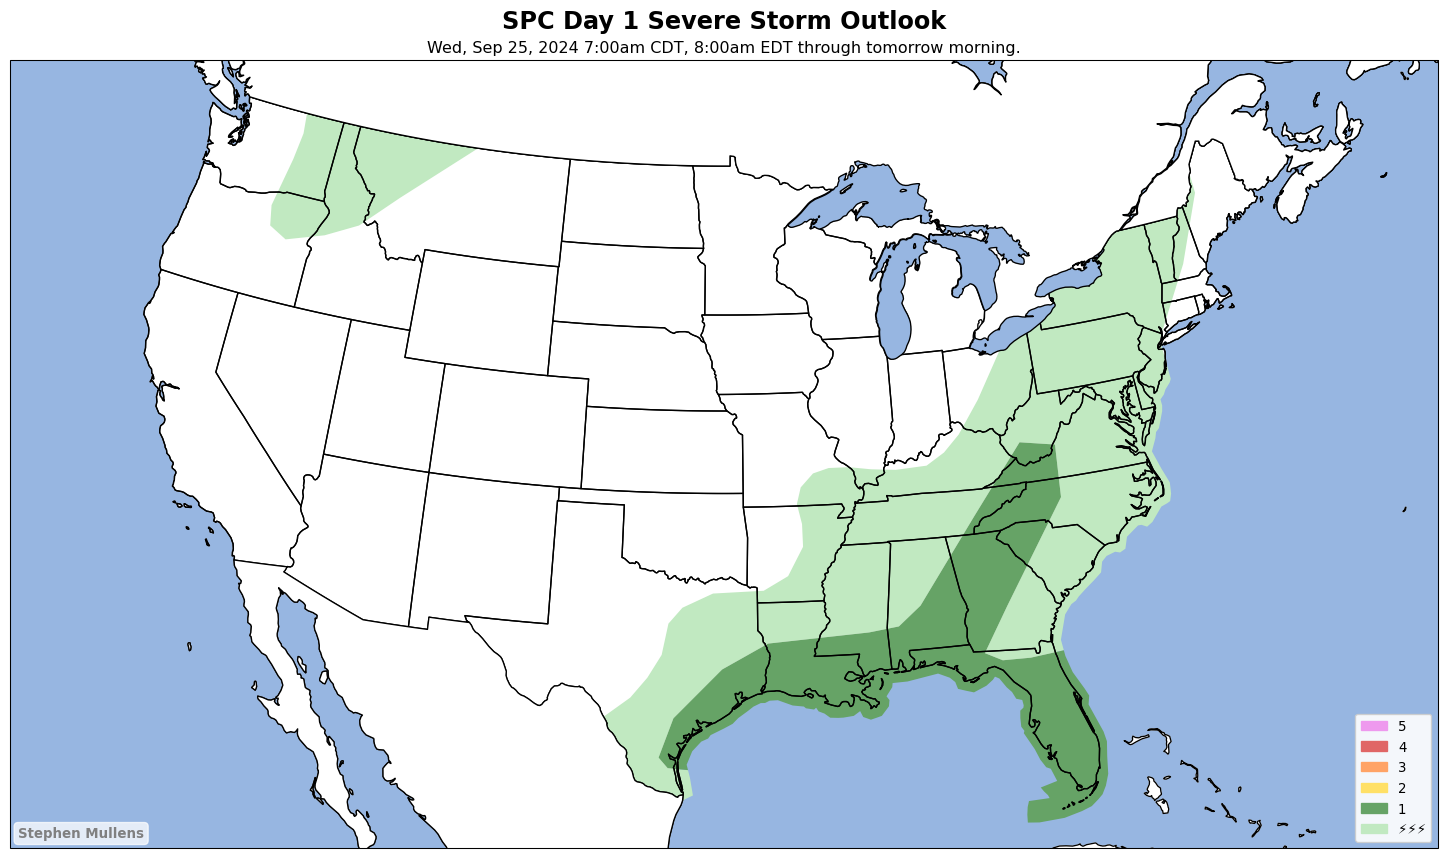 SPC Day 1 Severe Storm Outlook
Wed, Sep 25, 2024 7:00am CDT, 8:00am EDT through tomorrow morning.
5
4
3
2
1
⚡⚡⚡
Stephen Mullens